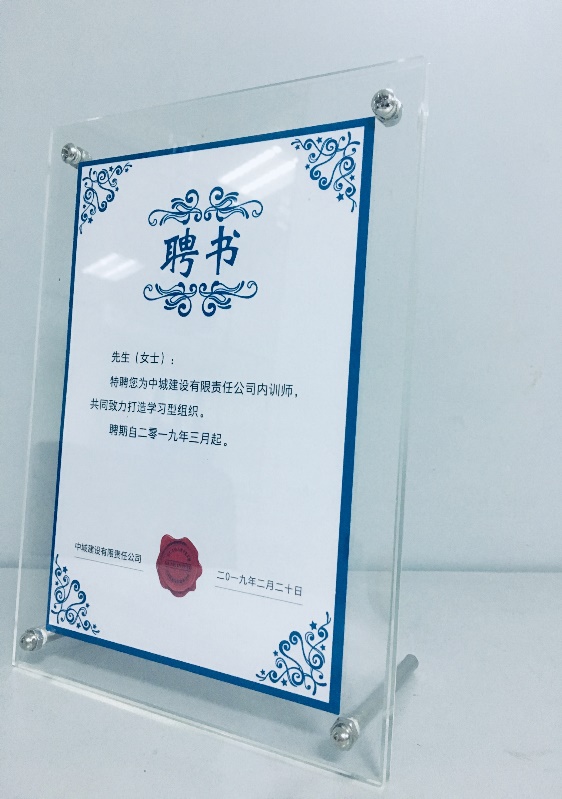 聘书
先生（女士）：
特聘您为中城建设有限责任公司内训师，
共同致力打造学习型组织。
聘期自二零一九年三月起。
中城建设有限责任公司
二0一九年二月二十日